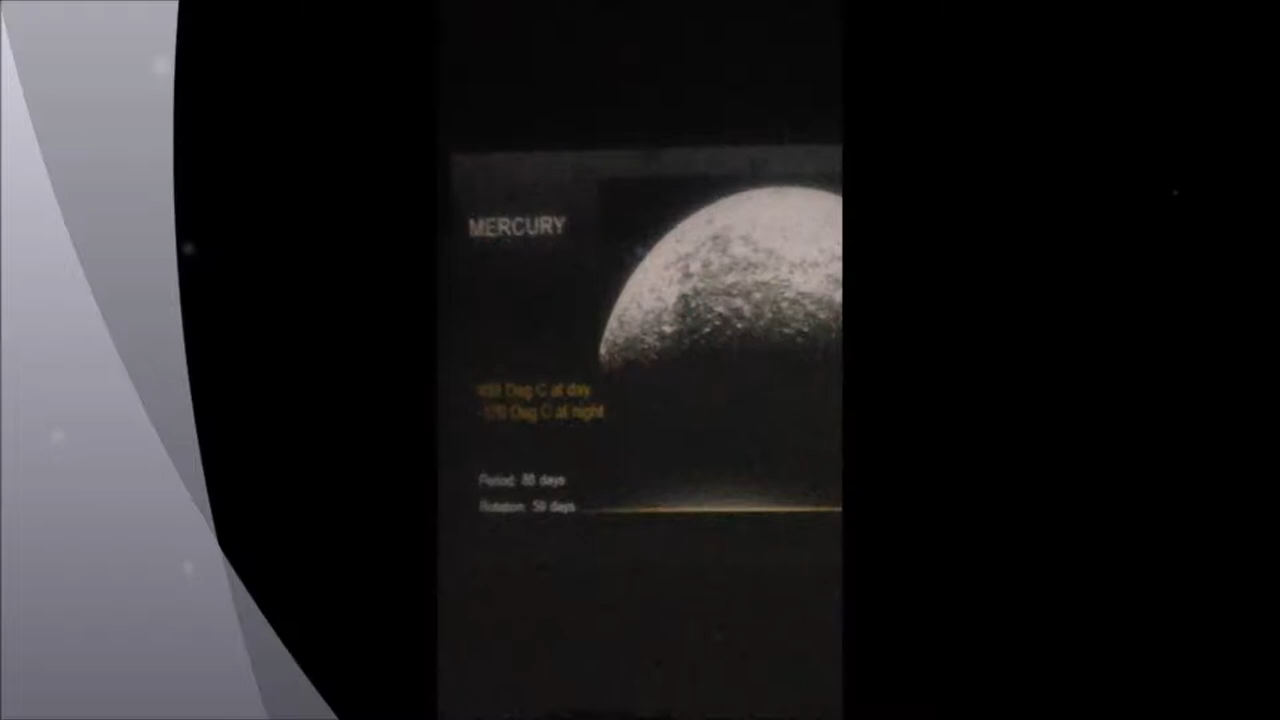 MERCURY
Deg C at day
Deg C at night
Period: 88 days
Rotation: 59 days